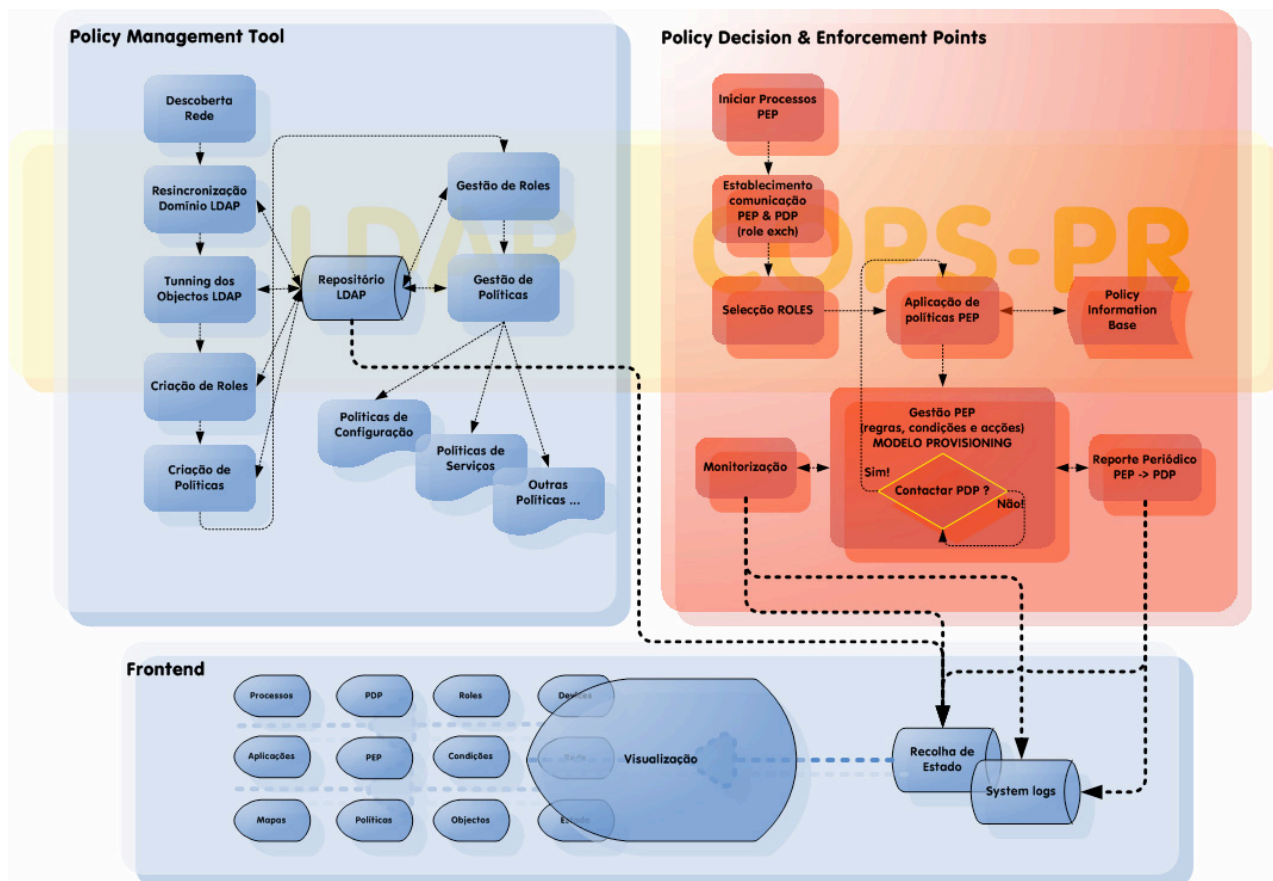 Policy Management Tool
Descoberta
Rede
Resincronização
Domínio LDAP
Tunning dos
Objectos LDAP
Criação de Roles
Criação de
Políticas
LDAP
Repositório
LDAP
Gestão de Roles
Gestão de
Políticas
Políticas de
Configuração
Políticas de
Serviços
Outras
Políticas ...
Policy Decision & Enforcement Points
COPS-PR
Iniciar Processos
PEP
Establecimento
comunicação
PEP & PDP
(role exch)
Selecção ROLES
Aplicação de
políticas PEP
Policy
Information
Base
Gestão PEP
(regras, condições e acções)
MODELO PROVISIONING
Sim!
Contactar PDP ?
Não!
Monitorização
Reporte Periódico
PEP -> PDP
Frontend
Processos
PDP
Roles
Devices
Aplicações
PEP
Condições
Rede
Mapas
Políticas
Objectos
Estado
Visualização
Recolha de
Estado
System logs